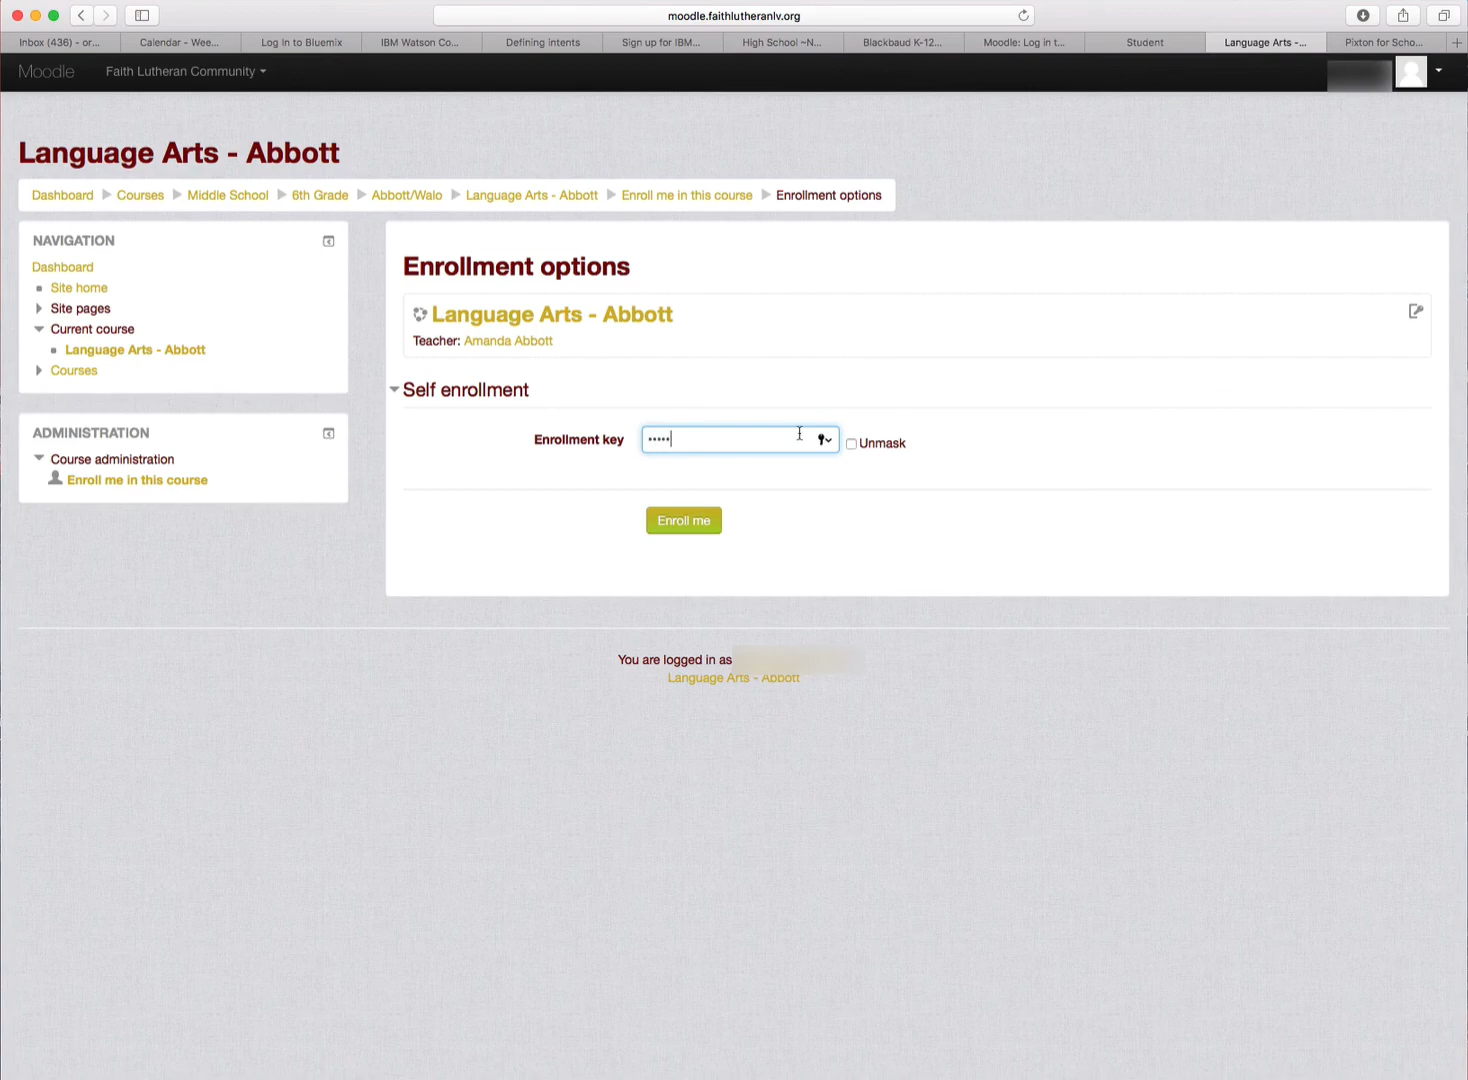 moodle.faithlutheranlv.org
Inbox (436) - or... Calendar - Wee... Log In to Bluemix IBM Watson Co... Defining intents Sign up for IBM... High School ~N... Blackbaud K-12... Moodle: Log in t... Student Language Arts -... Pixton for Scho...
Moodle Faith Lutheran Community
Language Arts - Abbott
Dashboard Courses Middle School 6th Grade Abbott/Walo Language Arts - Abbott Enroll me in this course Enrollment options
NAVIGATION
Dashboard
Site home
Site pages
Current course
Language Arts - Abbott
Courses
ADMINISTRATION
Course administration
Enroll me in this course
Enrollment options
Language Arts - Abbott
Teacher: Amanda Abbott
Self enrollment
Enrollment key ••••• Unmask
Enroll me
You are logged in as
Language Arts - Abbott